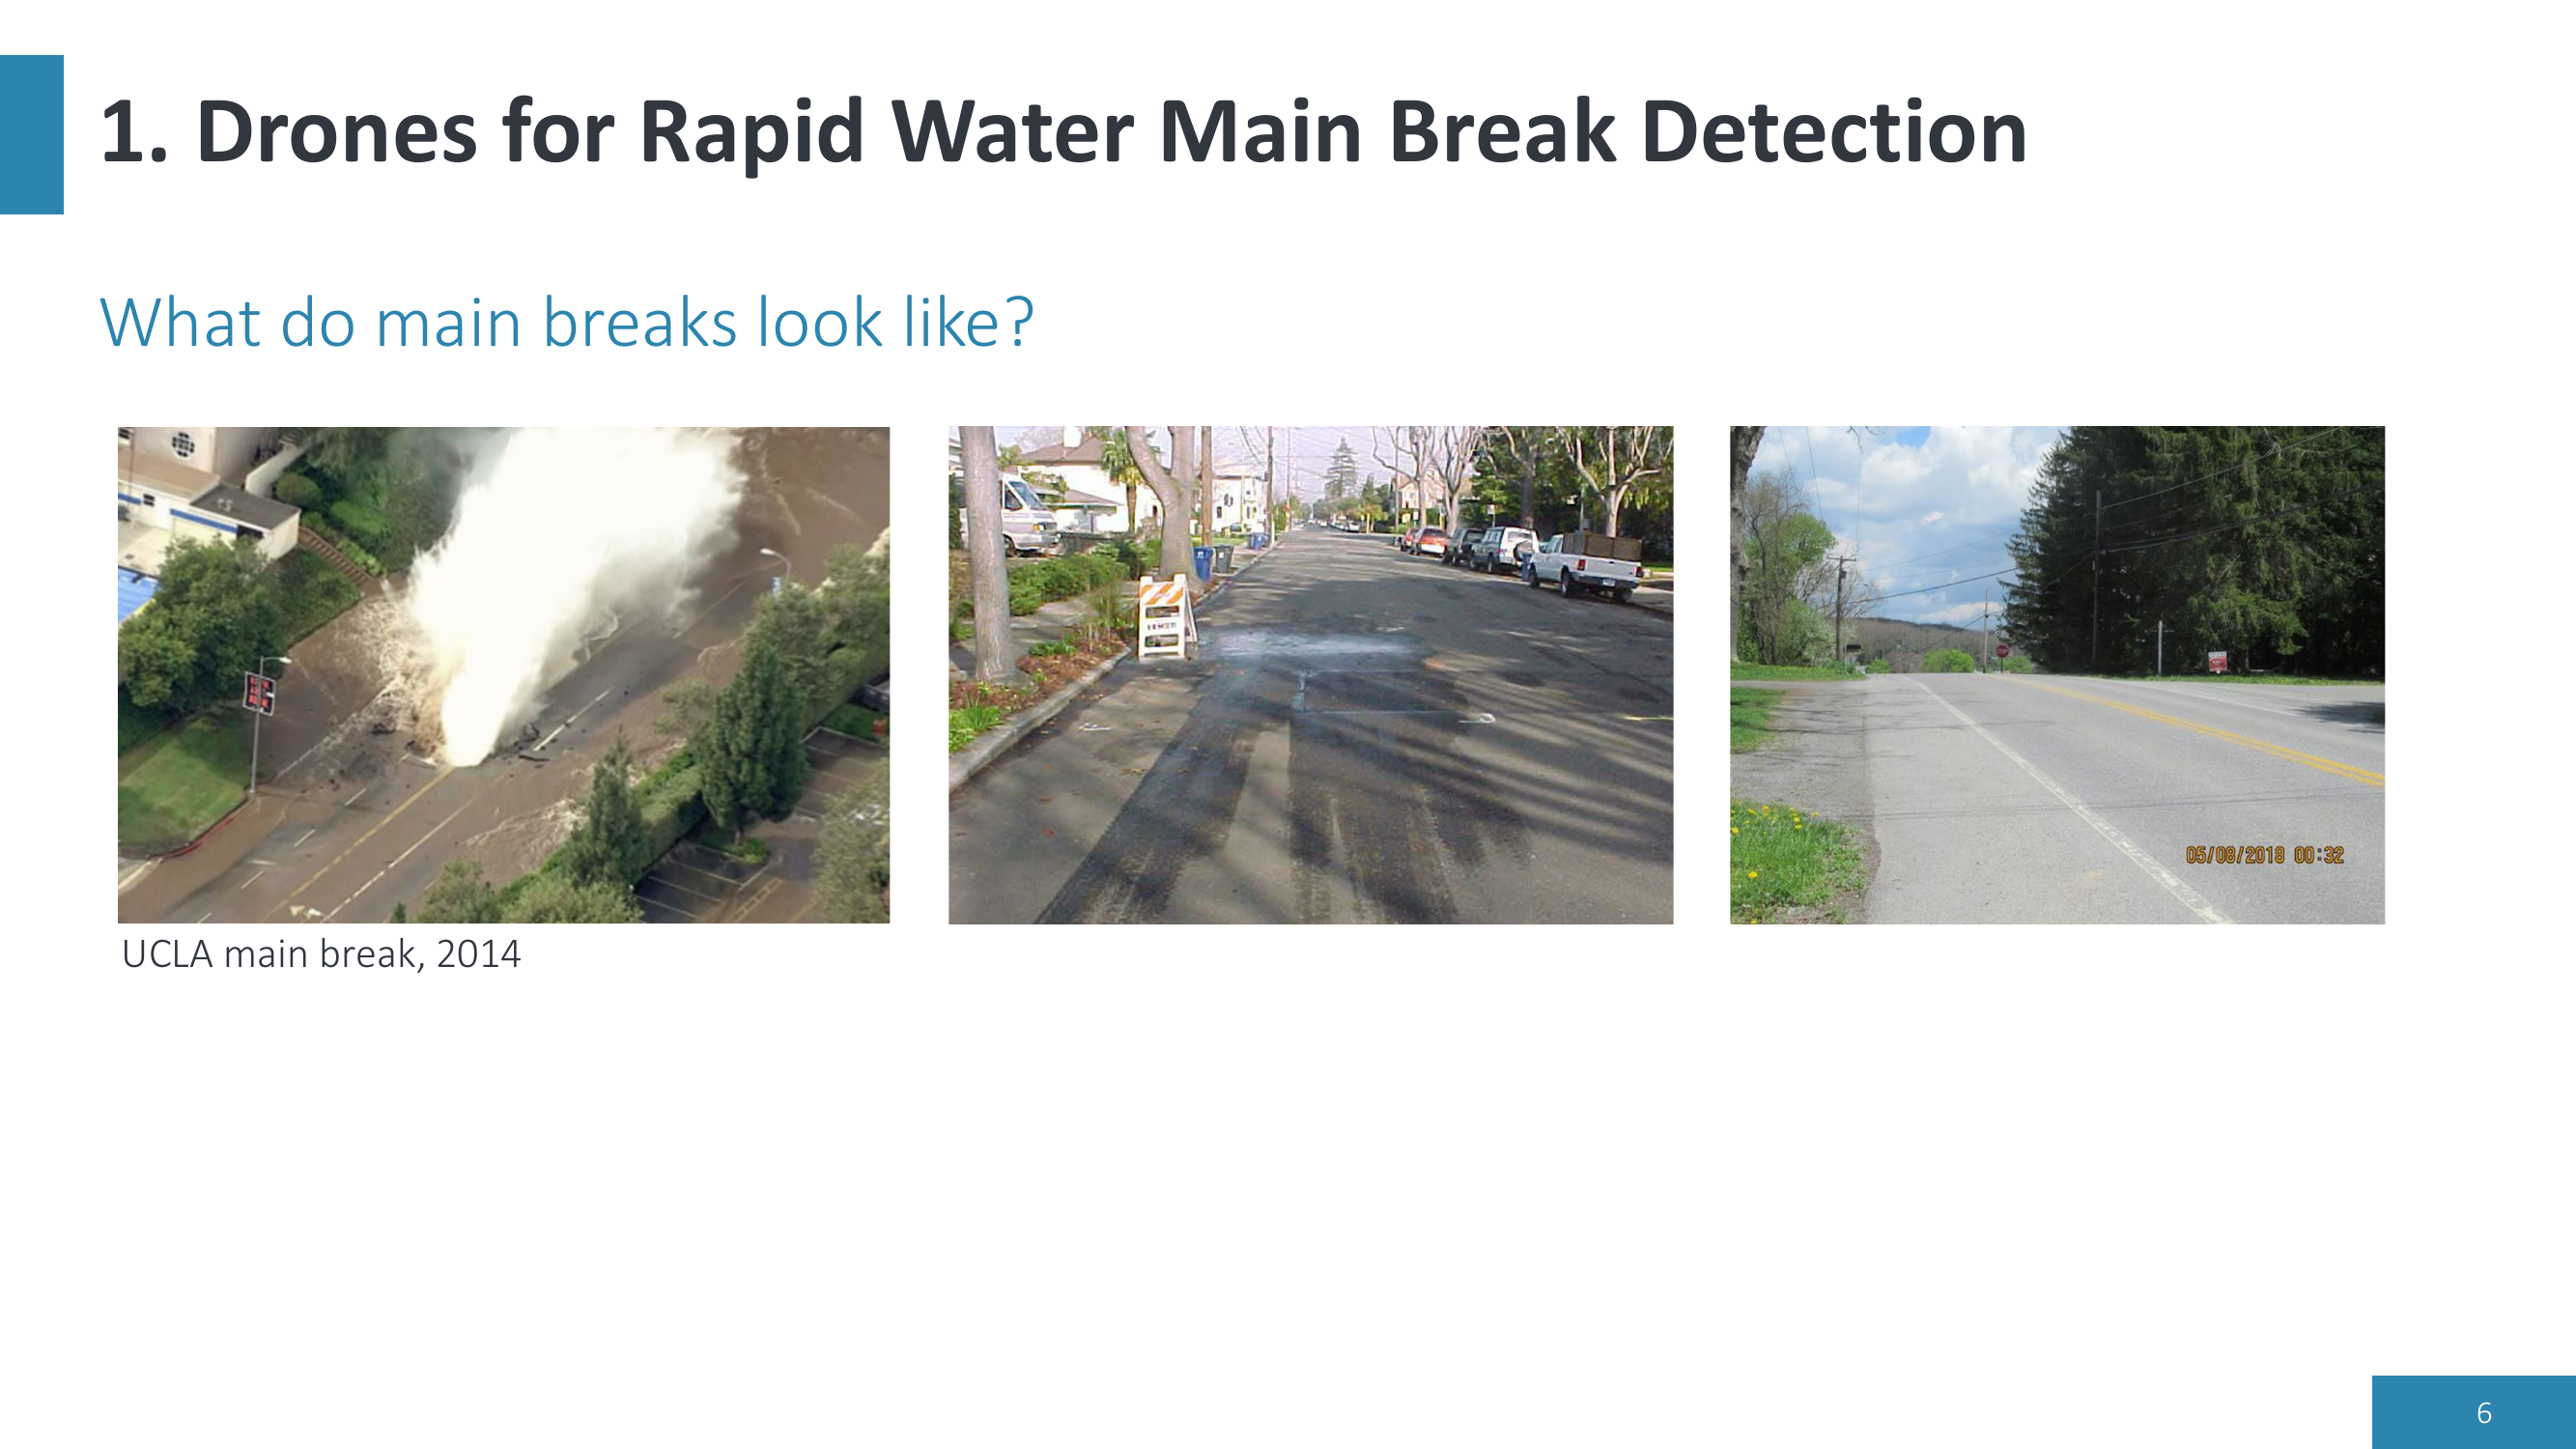 1. Drones for Rapid Water Main Break Detection
What do main breaks look like?
05/08/2018 00:32
UCLA main break, 2014
6